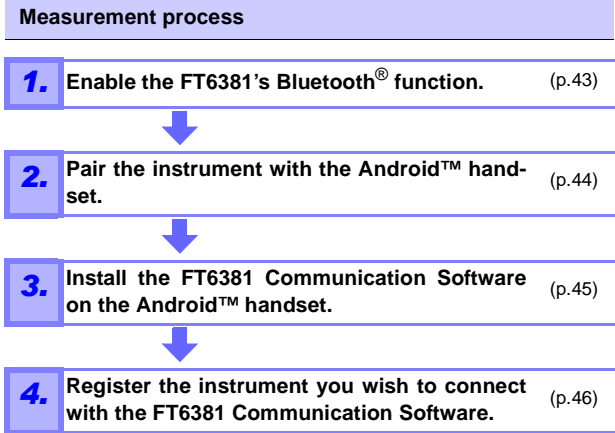 Measurement process
1. Enable the FT6381’s Bluetooth® function. (p.43)
2. Pair the instrument with the Android™ hand-
set. (p.44)
3. Install the FT6381 Communication Software
on the Android™ handset. (p.45)
4. Register the instrument you wish to connect
with the FT6381 Communication Software. (p.46)